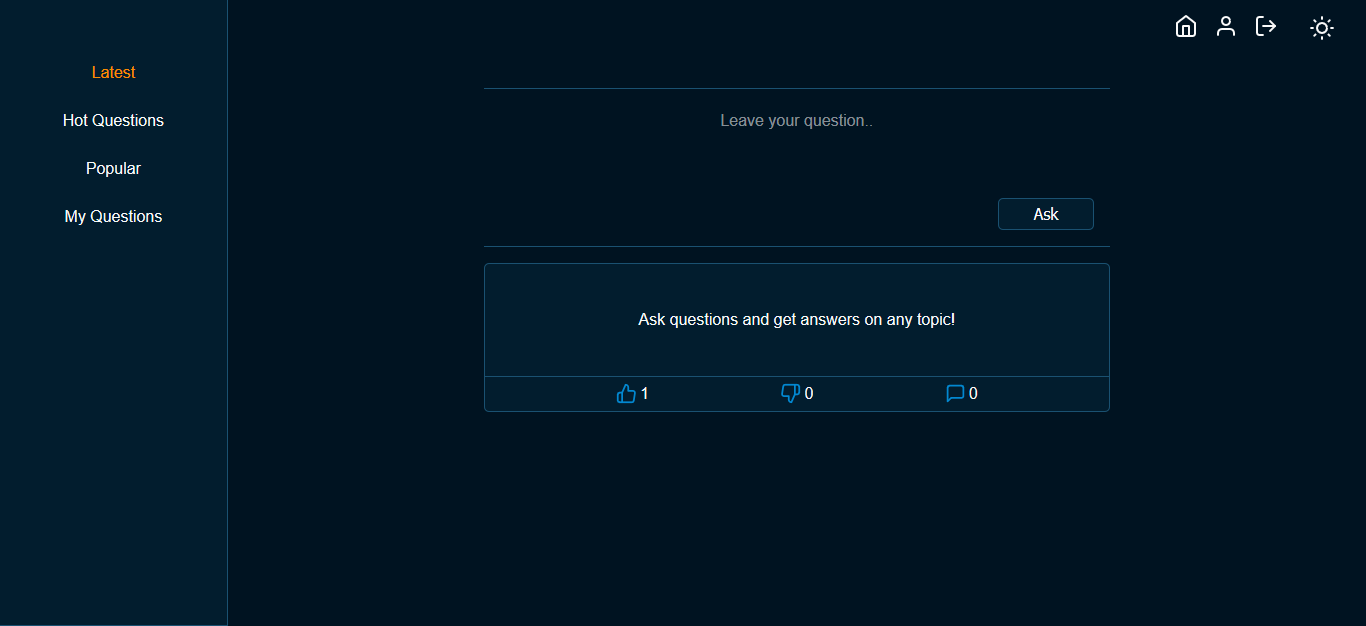 Latest
Hot Questions
Popular
My Questions
Leave your question..
Ask
Ask questions and get answers on any topic!
1
0
0